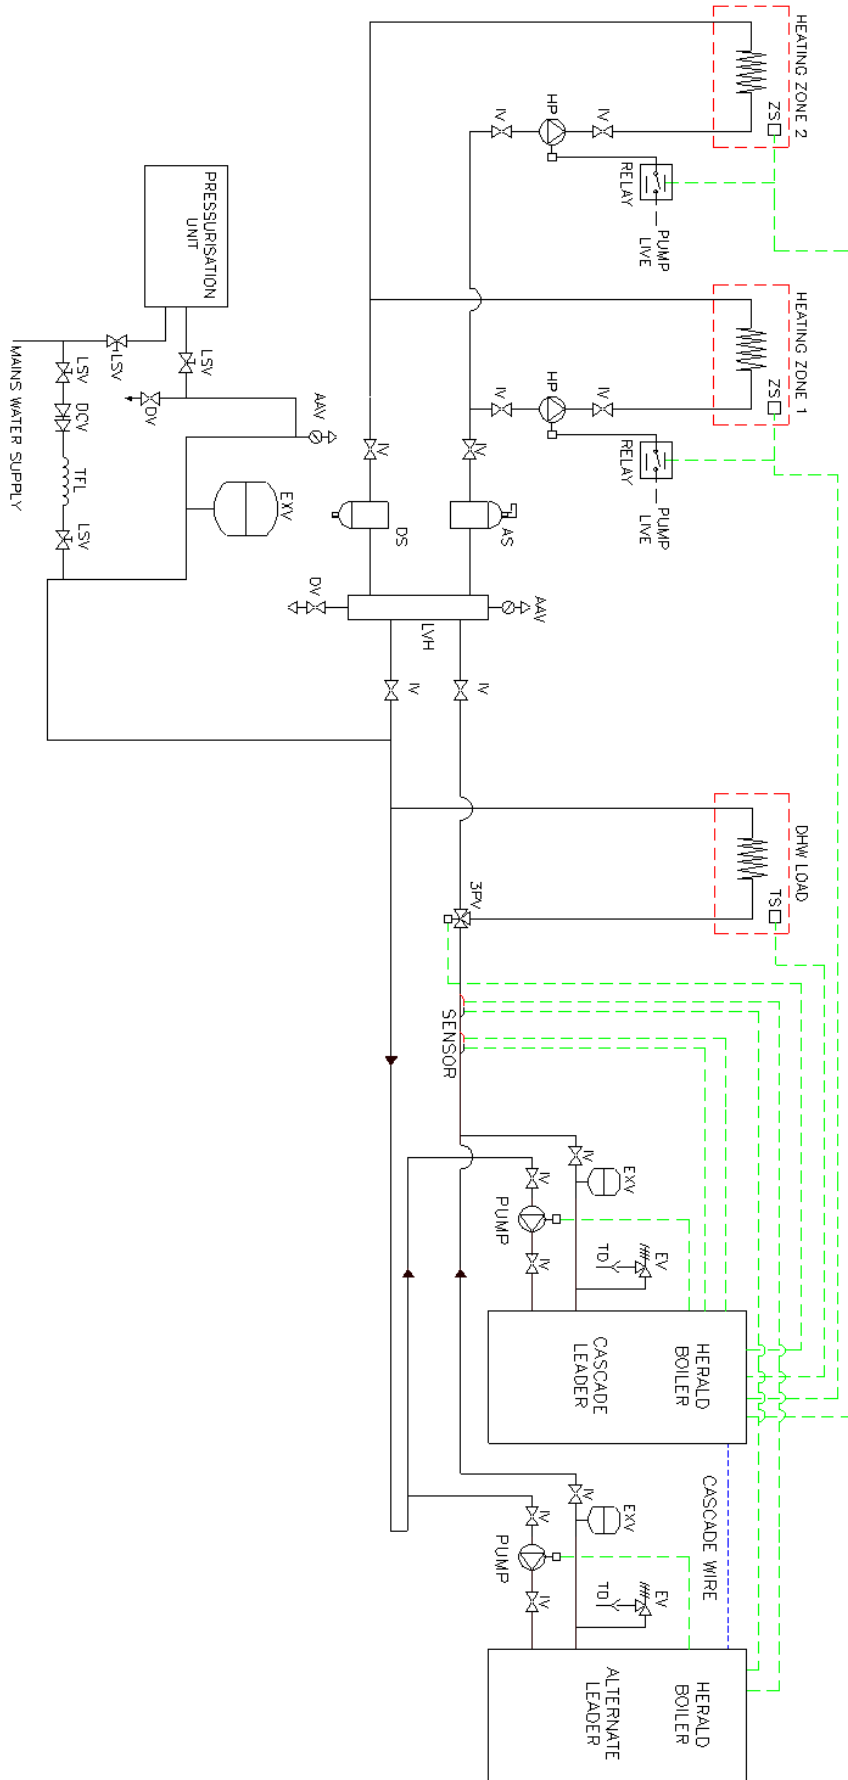 HEATING ZONE 2
ZS
IV
HP
IV
RELAY
PUMP
LIVE
HEATING ZONE 1
ZS
IV
HP
IV
RELAY
PUMP
LIVE
PRESSURISATION
UNIT
LSV
LSV
MAINS WATER SUPPLY
LSV
DCV
TFL
LSV
DV
AAV
EXV
IV
IV
DS
AS
DV
LVH
AAV
IV
IV
DHW LOAD
TS
3PV
SENSOR
IV
EXV
IV
PUMP
IV
TD
EV
HERALD
BOILER
CASCADE
LEADER
CASCADE WIRE
IV
EXV
IV
PUMP
IV
TD
EV
HERALD
BOILER
ALTERNATE
LEADER